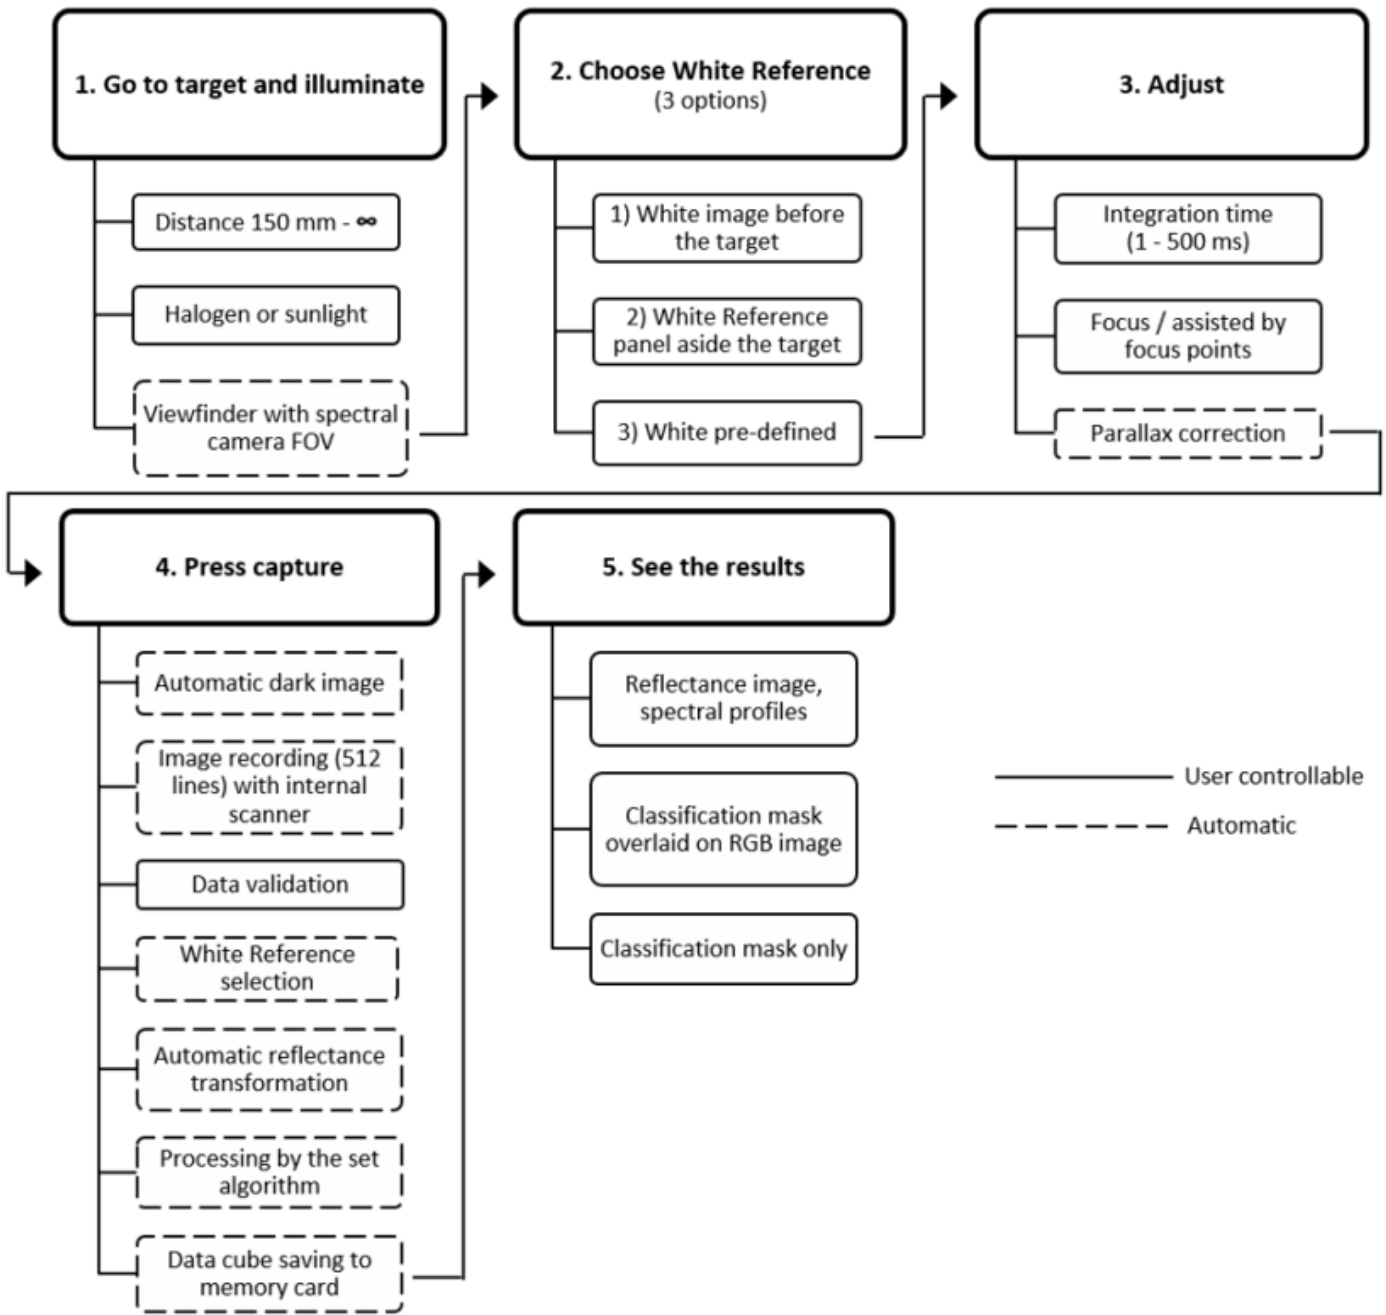 1. Go to target and illuminate
Distance 150 mm - ∞
Halogen or sunlight
Viewfinder with spectral
camera FOV
2. Choose White Reference
(3 options)
1) White image before
the target
2) White Reference
panel aside the target
3) White pre-defined
3. Adjust
Integration time
(1 - 500 ms)
Focus / assisted by
focus points
Parallax correction
4. Press capture
Automatic dark image
Image recording (512
lines) with internal
scanner
Data validation
White Reference
selection
Automatic reflectance
transformation
Processing by the set
algorithm
Data cube saving to
memory card
5. See the results
Reflectance image,
spectral profiles
Classification mask
overlaid on RGB image
Classification mask only
User controllable
Automatic